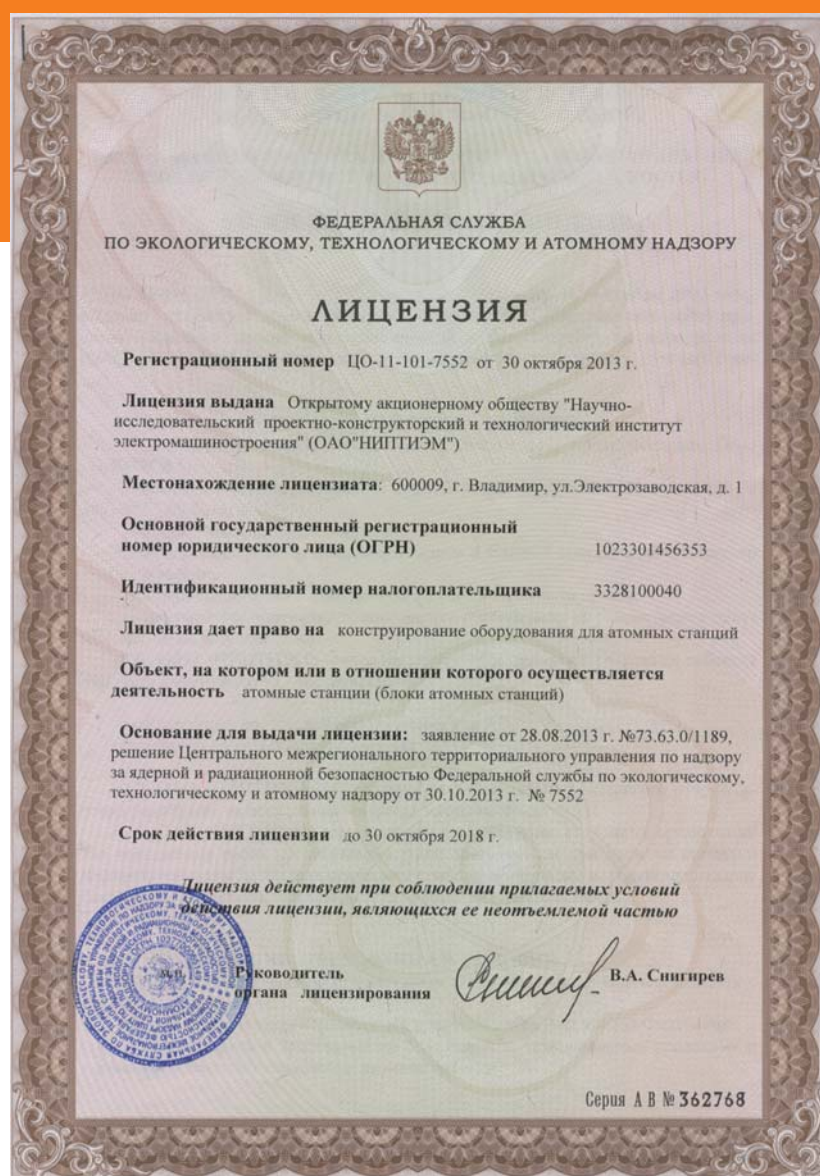 ФЕДЕРАЛЬНАЯ СЛУЖБА
ПО ЭКОЛОГИЧЕСКОМУ, ТЕХНОЛОГИЧЕСКОМУ И АТОМНОМУ НАДЗОРУ
ЛИЦЕНЗИЯ
Регистрационный номер ЦО-11-101-7552 от 30 октября 2013 г.
Лицензия выдана Открытому акционерному обществу "Научно-
исследовательский проектно-конструкторский и технологический институт
электромашиностроения" (ОАО"НИПТИЭМ")
Местонахождение лицензиата: 600009, г. Владимир, ул.Электрозаводская, д. 1
Основной государственный регистрационный
номер юридического лица (ОГРН) 1023301456353
Идентификационный номер налогоплательщика 3328100040
Лицензия дает право на конструирование оборудования для атомных станций
Объект, на котором или в отношении которого осуществляется
деятельность атомные станции (блоки атомных станций)
Основание для выдачи лицензии: заявление от 28.08.2013 г. №73.63.0/1189,
решение Центрального межрегионального территориального управления по надзору
за ядерной и радиационной безопасностью Федеральной службы по экологическому,
технологическому и атомному надзору от 30.10.2013 г. № 7552
Срок действия лицензии до 30 октября 2018 г.
Лицензия действует при соблюдении прилагаемых условий
действия лицензии, являющихся ее неотъемлемой частью
М.П. Руководитель
органа лицензирования В.А. Снигирев
Серия А В № 362768